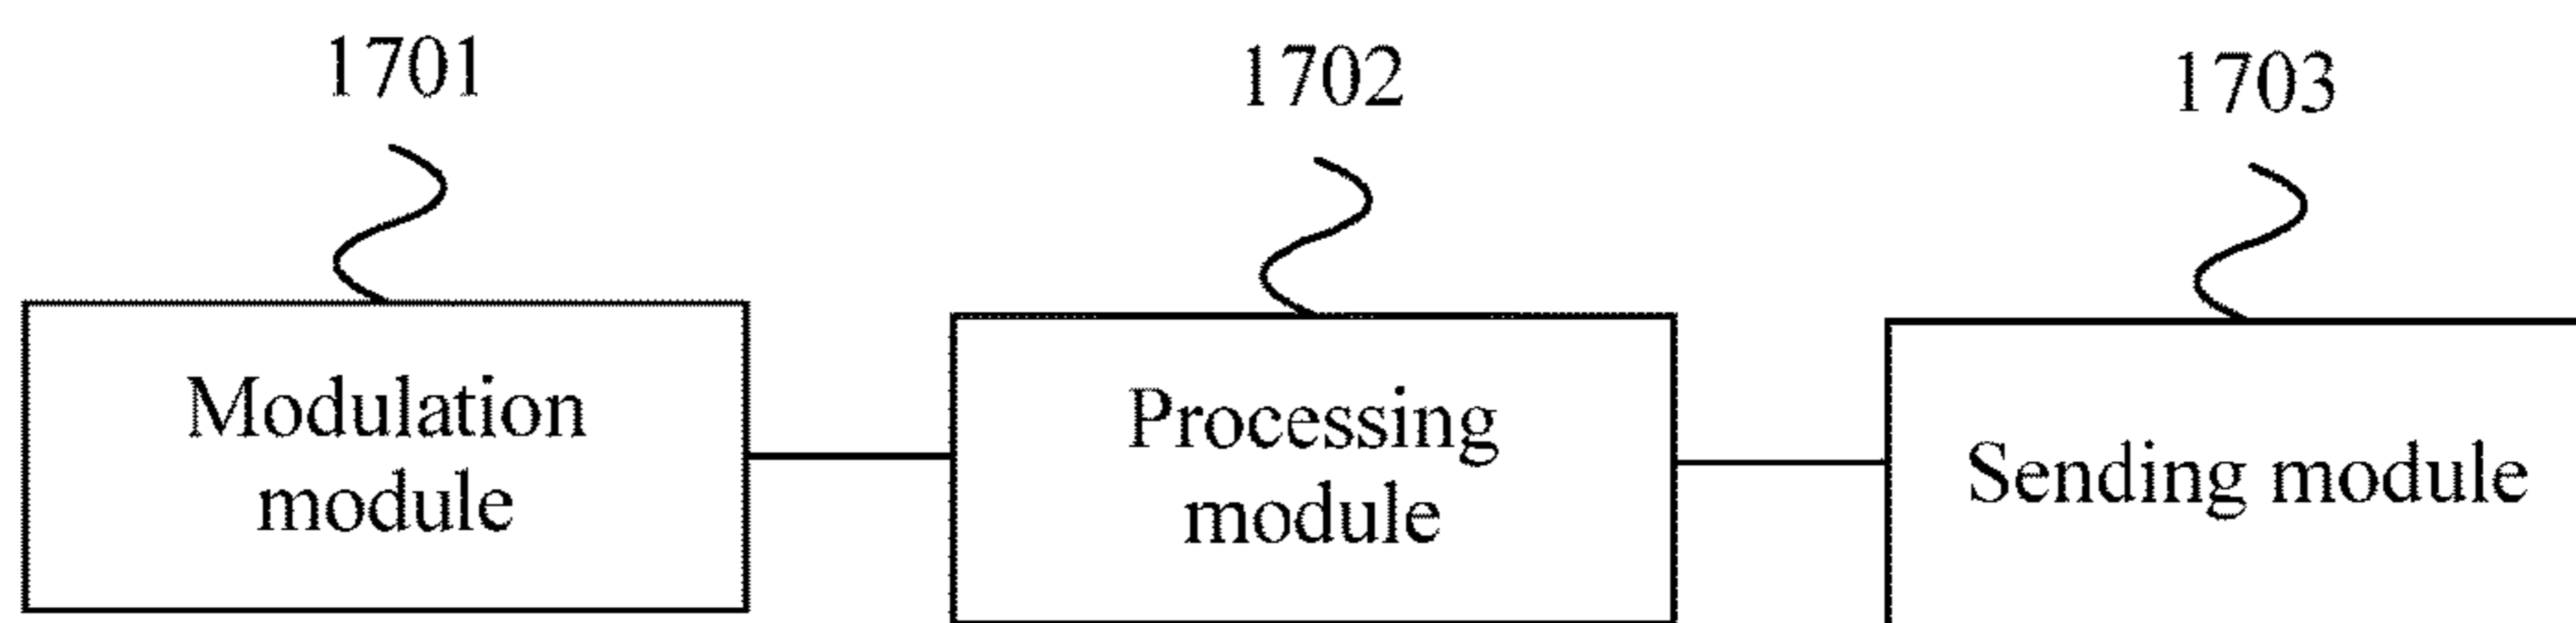 1701
1702
1703
Modulation
module
Processing
module
Sending module